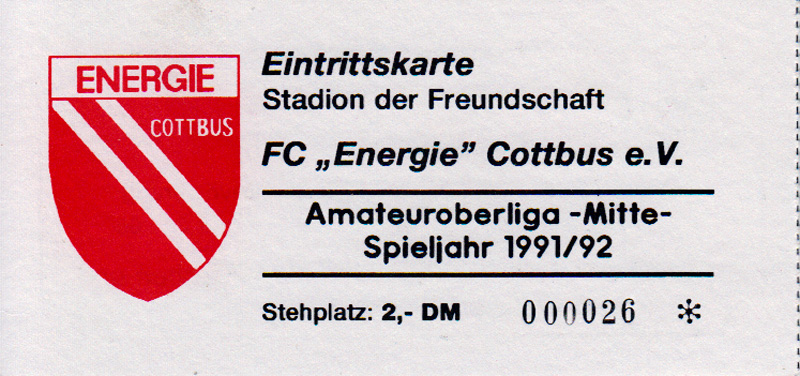 ENERGIE
COTTBUS
Eintrittskarte
Stadion der Freundschaft
FC „Energie” Cottbus e.V.
Amateuroberliga -Mitte-
Spieljahr 1991/92
Stehplatz: 2,- DM 000026 *